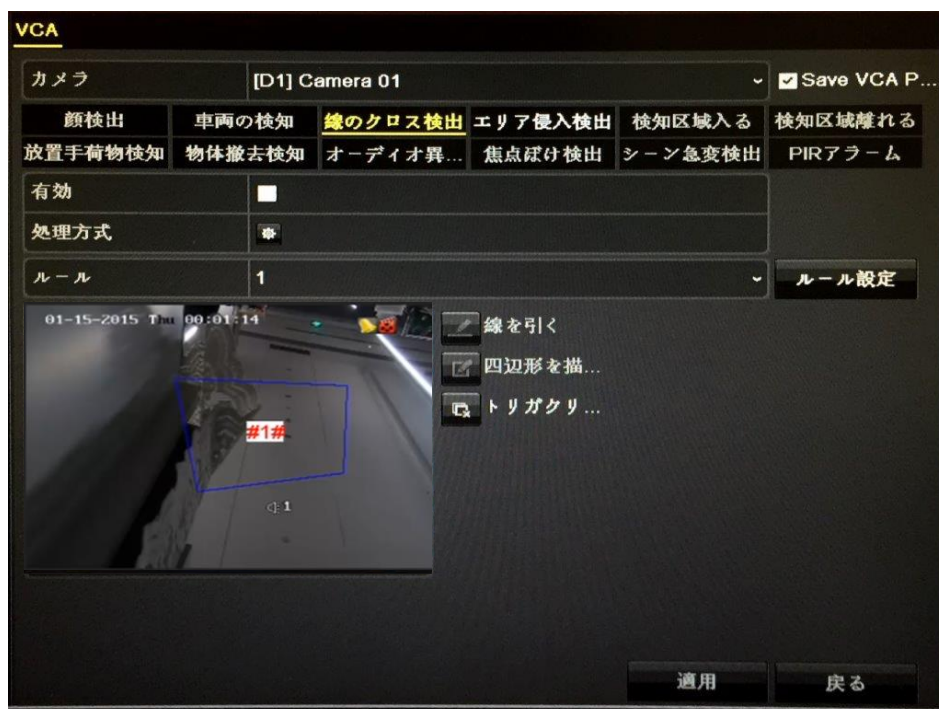 VCA
カメラ [D1] Camera 01 Save VCA P...
顔検出 車両の検知 線のクロス検出 エリア侵入検出 検知区域入る 検知区域離れる
放置手荷物検知 物体撤去検知 オーディオ異... 焦点ぼけ検出 シーン急変検出 PIRアラーム
有効
処理方式
ルール 1 ルール設定
01-15-2015 Thu 00:01:14
線を引く
四辺形を描...
トリガクリ...
#1#
1
適用 戻る